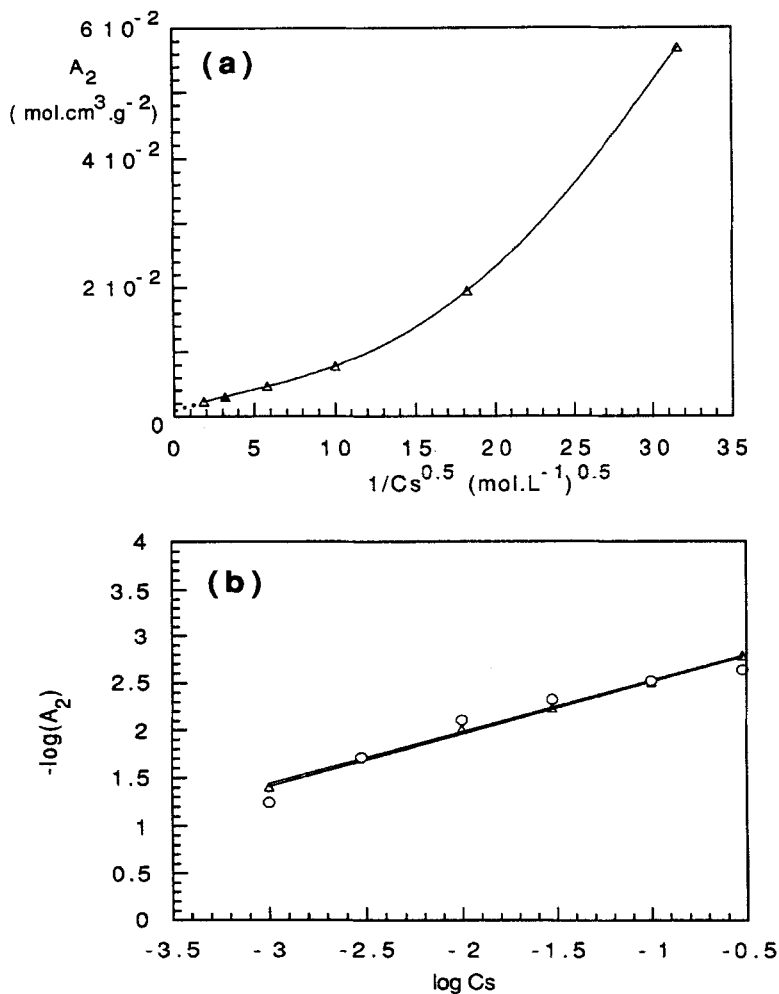 6 10⁻²
(a)
A₂
( mol.cm³.g⁻²)
4 10⁻²
2 10⁻²
0
0 5 10 15 20 25 30 35
1/Cs⁰·⁵ (mol.L⁻¹)⁰·⁵
4
(b)
3.5
3
2.5
-log(A₂)
2
1.5
1
0.5
0
-3.5 -3 -2.5 -2 -1.5 -1 -0.5
log Cs